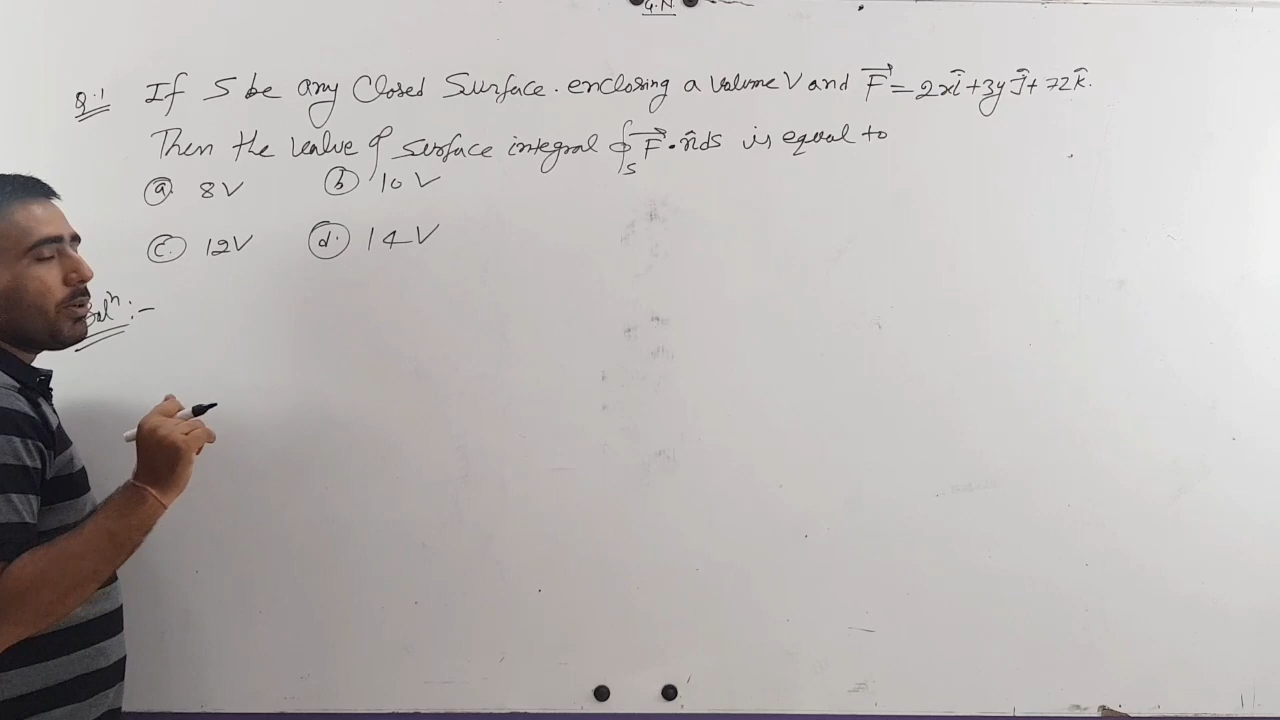 G.N.
Q.1 If S be any Closed Surface. enclosing a volume V and F⃗ = 2xî+3yĵ+7zk̂.
Then the value of surface integral ∮_S F⃗·n̂ds is equal to
(a) 8V (b) 10V
(c.) 12V (d.) 14V
Solⁿ:-